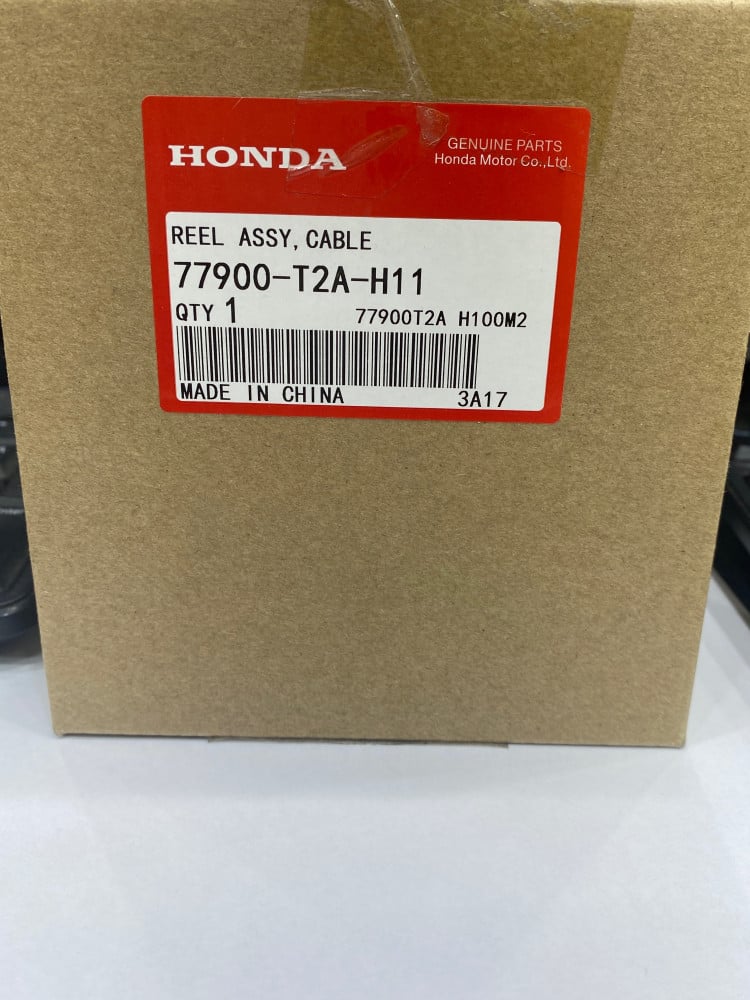 HONDA
GENUINE PARTS
Honda Motor Co.,Ltd.
REEL ASSY,CABLE
77900-T2A-H11
QTY 1
77900T2A H100M2
MADE IN CHINA
3A17